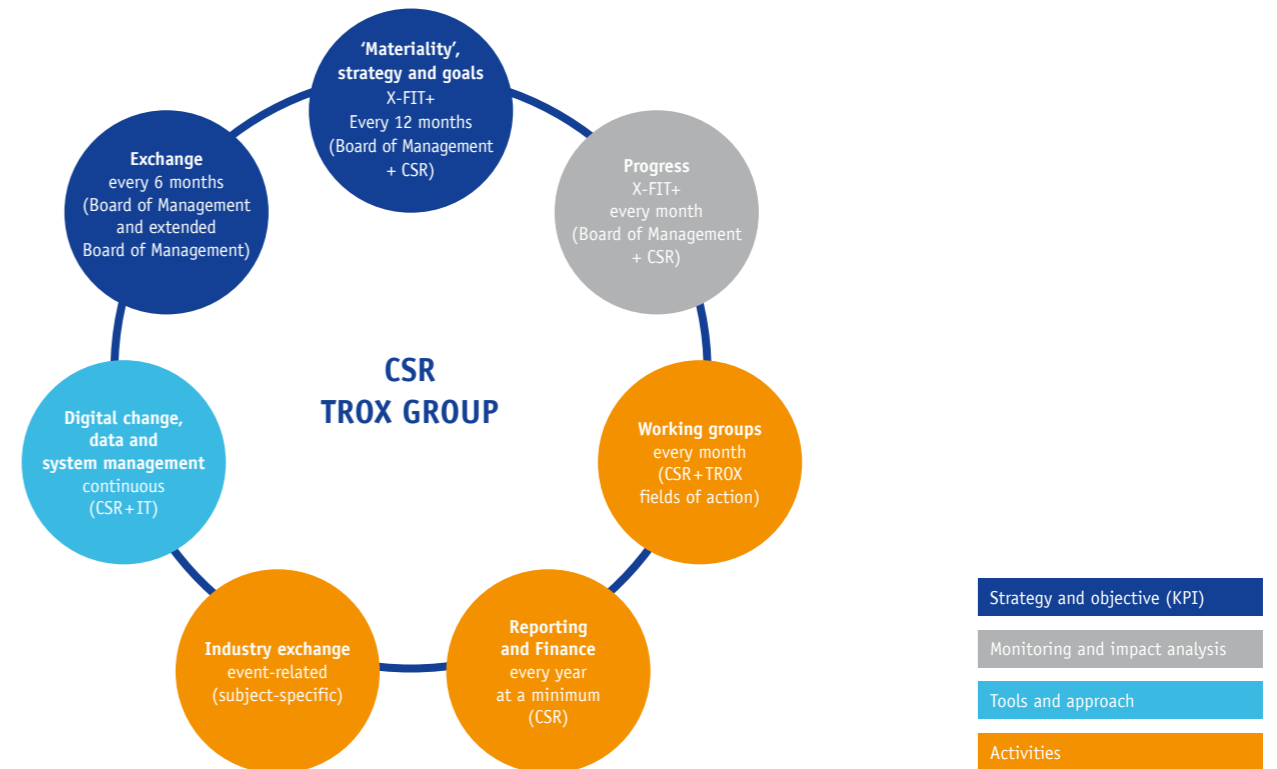 ‘Materiality’,
strategy and goals
X-FIT+
Every 12 months
(Board of Management
+ CSR)
Progress
X-FIT+
every month
(Board of Management
+ CSR)
Working groups
every month
(CSR+TROX
fields of action)
Reporting
and Finance
every year
at a minimum
(CSR)
Industry exchange
event-related
(subject-specific)
Digital change,
data and
system management
continuous
(CSR+IT)
Exchange
every 6 months
(Board of Management
and extended
Board of Management)
CSR
TROX GROUP
Strategy and objective (KPI)
Monitoring and impact analysis
Tools and approach
Activities